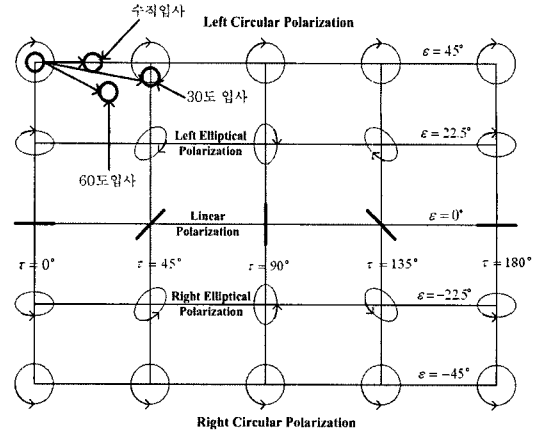 수직입사
Left Circular Polarization
ε = 45°
30도 입사
Left Elliptical
Polarization
ε = 22.5°
60도입사
Linear
Polarization
ε = 0°
τ = 0°
τ = 45°
τ = 90°
τ = 135°
τ = 180°
Right Elliptical
Polarization
ε = -22.5°
ε = -45°
Right Circular Polarization